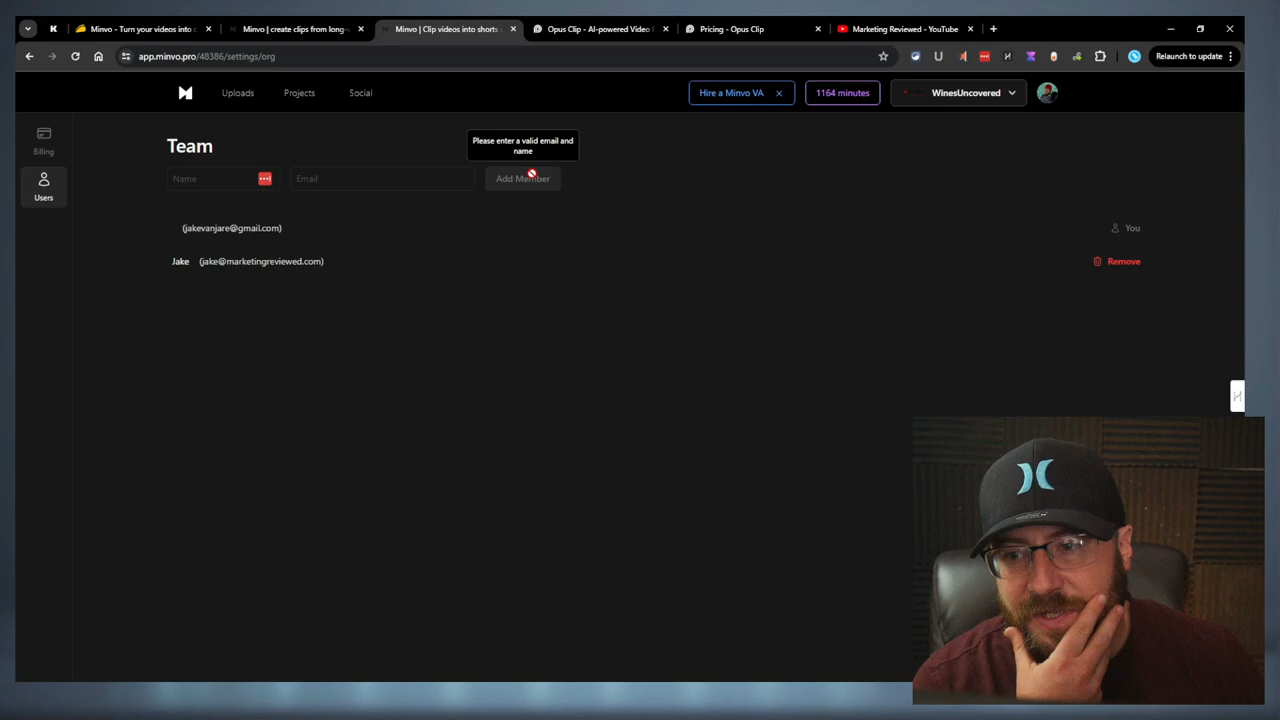 Minvo - Turn your videos into c
Minvo | create clips from long-
Minvo | Clip videos into shorts
Opus Clip - AI-powered Video
Pricing - Opus Clip
Marketing Reviewed - YouTube
app.minvo.pro/48386/settings/org
Relaunch to update
Uploads
Projects
Social
Hire a Minvo VA
1164 minutes
WinesUncovered
Billing
Users
Team
Please enter a valid email and
name
Name
Email
Add Member
(jakevanjare@gmail.com)
You
Jake (jake@marketingreviewed.com)
Remove